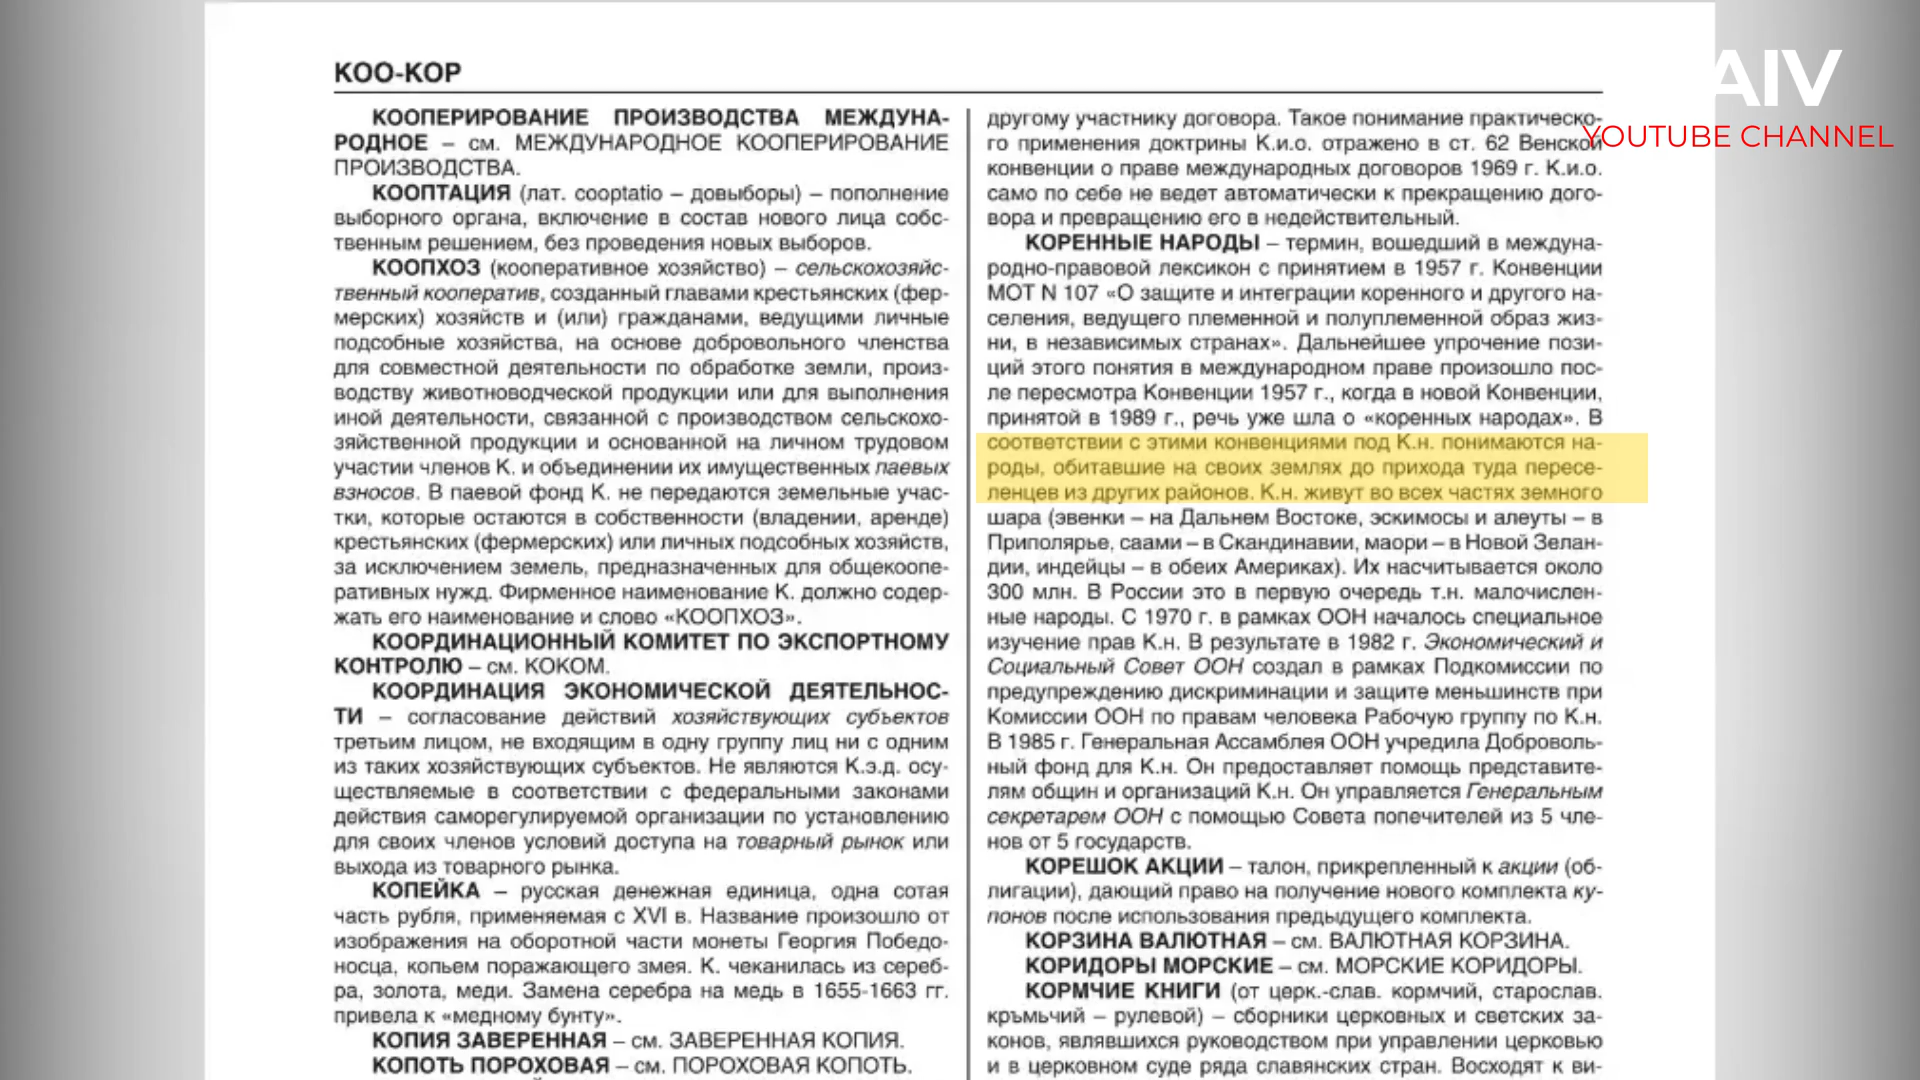 КОО-КОР
КООПЕРИРОВАНИЕ ПРОИЗВОДСТВА МЕЖДУНА-
РОДНОЕ – см. МЕЖДУНАРОДНОЕ КООПЕРИРОВАНИЕ
ПРОИЗВОДСТВА.
КООПТАЦИЯ (лат. cooptatio – довыборы) – пополнение
выборного органа, включение в состав нового лица собс-
твенным решением, без проведения новых выборов.
КООПХОЗ (кооперативное хозяйство) – сельскохозяйс-
твенный кооператив, созданный главами крестьянских (фер-
мерских) хозяйств и (или) гражданами, ведущими личные
подсобные хозяйства, на основе добровольного членства
для совместной деятельности по обработке земли, произ-
водству животноводческой продукции или для выполнения
иной деятельности, связанной с производством сельскохо-
зяйственной продукции и основанной на личном трудовом
участии членов К. и объединении их имущественных паевых
взносов. В паевой фонд К. не передаются земельные учас-
тки, которые остаются в собственности (владении, аренде)
крестьянских (фермерских) или личных подсобных хозяйств,
за исключением земель, предназначенных для общекоопе-
ративных нужд. Фирменное наименование К. должно содер-
жать его наименование и слово «КООПХОЗ».
КООРДИНАЦИОННЫЙ КОМИТЕТ ПО ЭКСПОРТНОМУ
КОНТРОЛЮ – см. КОКОМ.
КООРДИНАЦИЯ ЭКОНОМИЧЕСКОЙ ДЕЯТЕЛЬНОС-
ТИ – согласование действий хозяйствующих субъектов
третьим лицом, не входящим в одну группу лиц ни с одним
из таких хозяйствующих субъектов. Не являются К.э.д. осу-
ществляемые в соответствии с федеральными законами
действия саморегулируемой организации по установлению
для своих членов условий доступа на товарный рынок или
выхода из товарного рынка.
КОПЕЙКА – русская денежная единица, одна сотая
часть рубля, применяемая с XVI в. Название произошло от
изображения на оборотной части монеты Георгия Победо-
носца, копьем поражающего змея. К. чеканилась из сереб-
ра, золота, меди. Замена серебра на медь в 1655-1663 гг.
привела к «медному бунту».
КОПИЯ ЗАВЕРЕННАЯ – см. ЗАВЕРЕННАЯ КОПИЯ.
КОПОТЬ ПОРОХОВАЯ – см. ПОРОХОВАЯ КОПОТЬ.
другому участнику договора. Такое понимание практическо-
го применения доктрины К.и.о. отражено в ст. 62 Венской
конвенции о праве международных договоров 1969 г. К.и.о.
само по себе не ведет автоматически к прекращению дого-
вора и превращению его в недействительный.
КОРЕННЫЕ НАРОДЫ – термин, вошедший в междуна-
родно-правовой лексикон с принятием в 1957 г. Конвенции
МОТ N 107 «О защите и интеграции коренного и другого на-
селения, ведущего племенной и полуплеменной образ жиз-
ни, в независимых странах». Дальнейшее упрочение пози-
ций этого понятия в международном праве произошло пос-
ле пересмотра Конвенции 1957 г., когда в новой Конвенции,
принятой в 1989 г., речь уже шла о «коренных народах». В
соответствии с этими конвенциями под К.н. понимаются на-
роды, обитавшие на своих землях до прихода туда пересе-
ленцев из других районов. К.н. живут во всех частях земного
шара (эвенки – на Дальнем Востоке, эскимосы и алеуты – в
Приполярье, саами – в Скандинавии, маори – в Новой Зелан-
дии, индейцы – в обеих Америках). Их насчитывается около
300 млн. В России это в первую очередь т.н. малочислен-
ные народы. С 1970 г. в рамках ООН началось специальное
изучение прав К.н. В результате в 1982 г. Экономический и
Социальный Совет ООН создал в рамках Подкомиссии по
предупреждению дискриминации и защите меньшинств при
Комиссии ООН по правам человека Рабочую группу по К.н.
В 1985 г. Генеральная Ассамблея ООН учредила Доброволь-
ный фонд для К.н. Он предоставляет помощь представите-
лям общин и организаций К.н. Он управляется Генеральным
секретарем ООН с помощью Совета попечителей из 5 чле-
нов от 5 государств.
КОРЕШОК АКЦИИ – талон, прикрепленный к акции (об-
лигации), дающий право на получение нового комплекта ку-
понов после использования предыдущего комплекта.
КОРЗИНА ВАЛЮТНАЯ – см. ВАЛЮТНАЯ КОРЗИНА.
КОРИДОРЫ МОРСКИЕ – см. МОРСКИЕ КОРИДОРЫ.
КОРМЧИЕ КНИГИ (от церк.-слав. кормчий, старослав.
кръмьчий – рулевой) – сборники церковных и светских за-
конов, являвшихся руководством при управлении церковью
и в церковном суде ряда славянских стран. Восходят к ви-
AIV
YOUTUBE CHANNEL